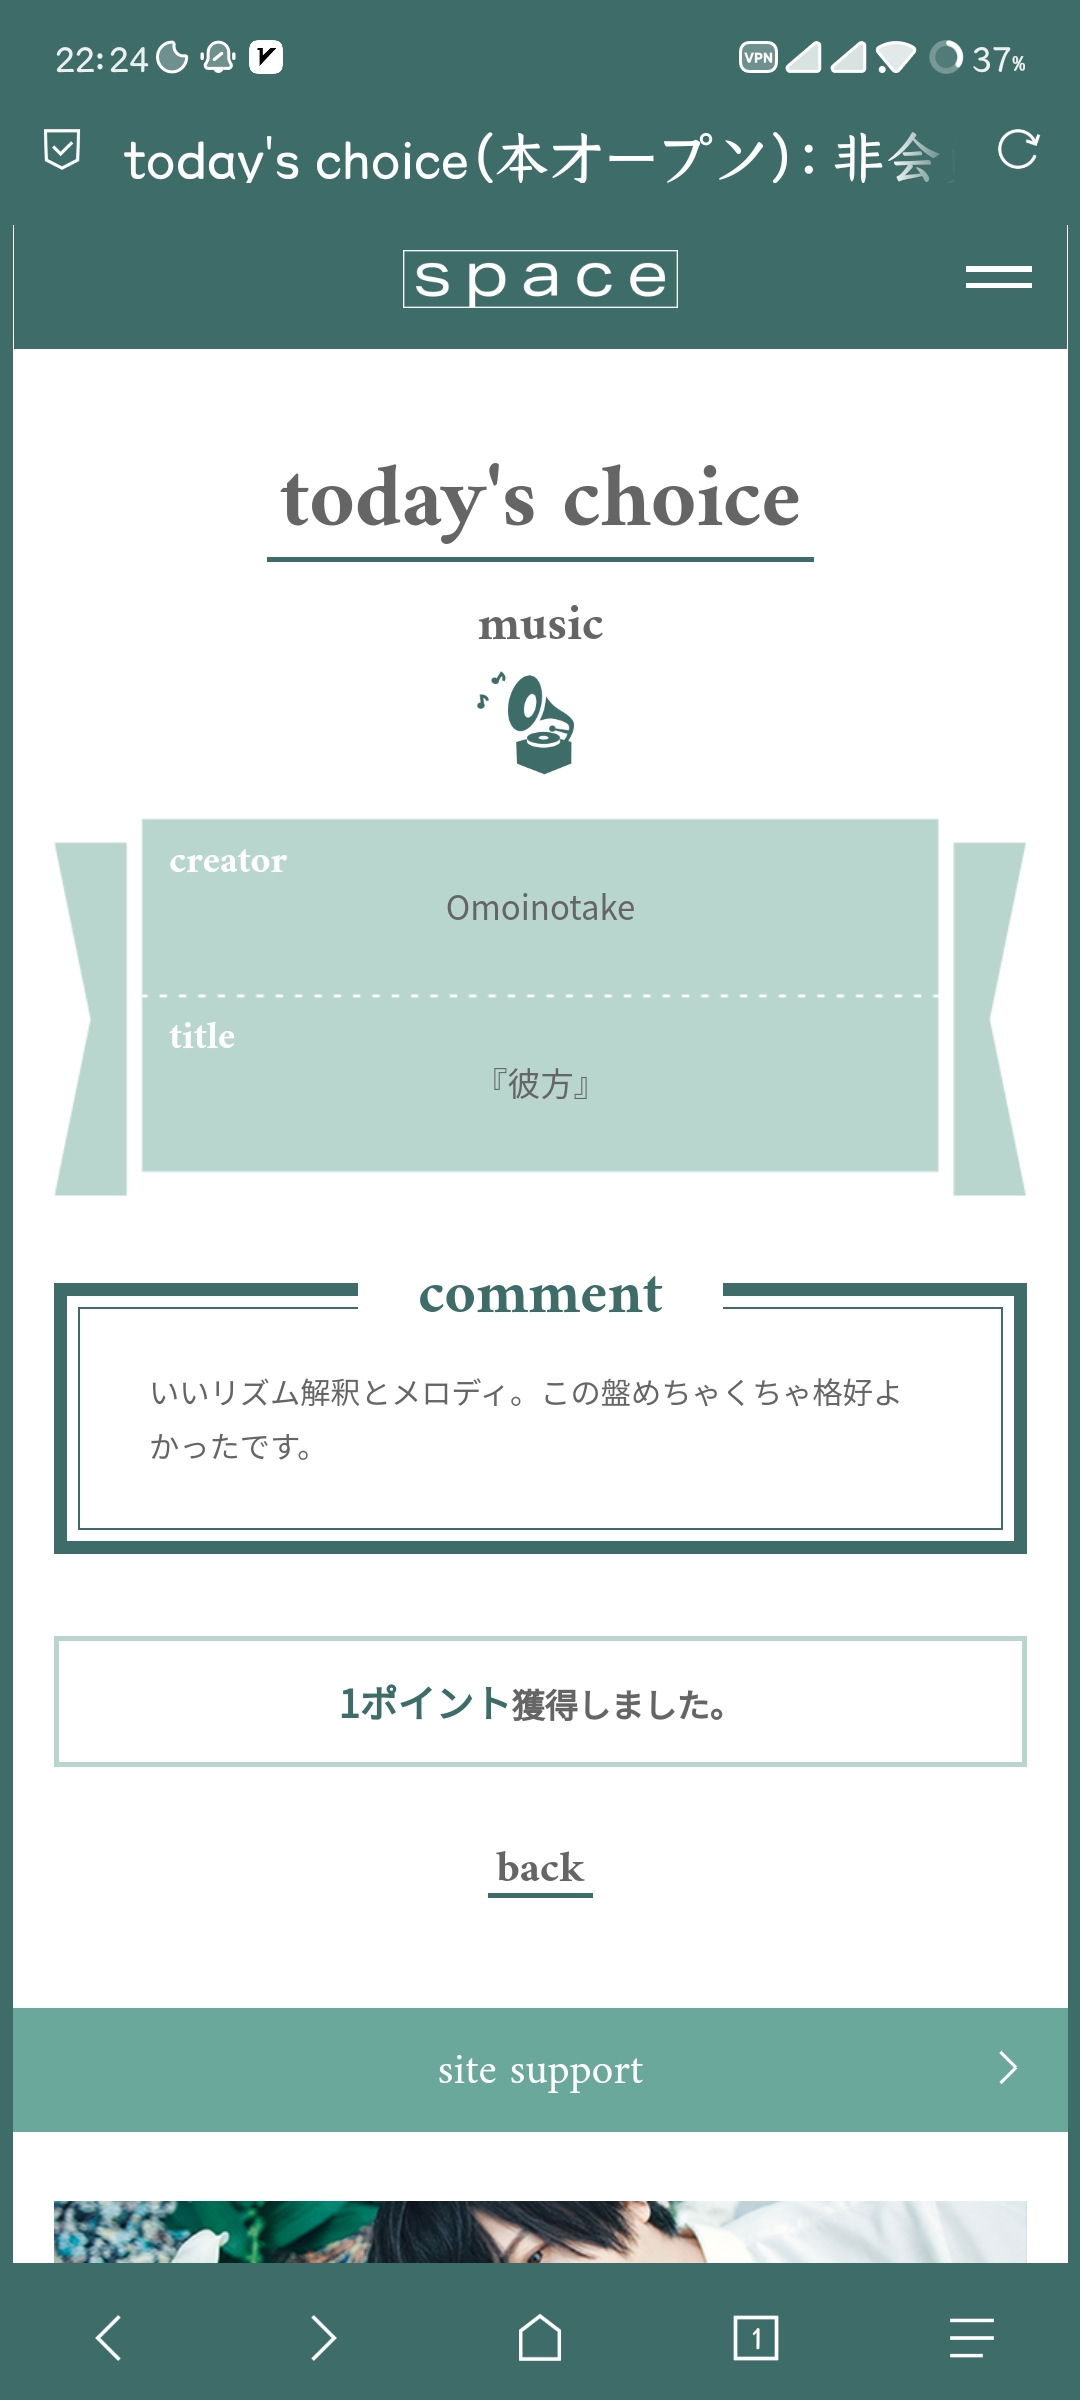 22:24
VPN
37%
today's choice(本オープン): 非会
space
today's choice
music
creator
Omoinotake
title
『彼方』
comment
いいリズム解釈とメロディ。この盤めちゃくちゃ格好よ
かったです。
1ポイント獲得しました。
back
site support
1